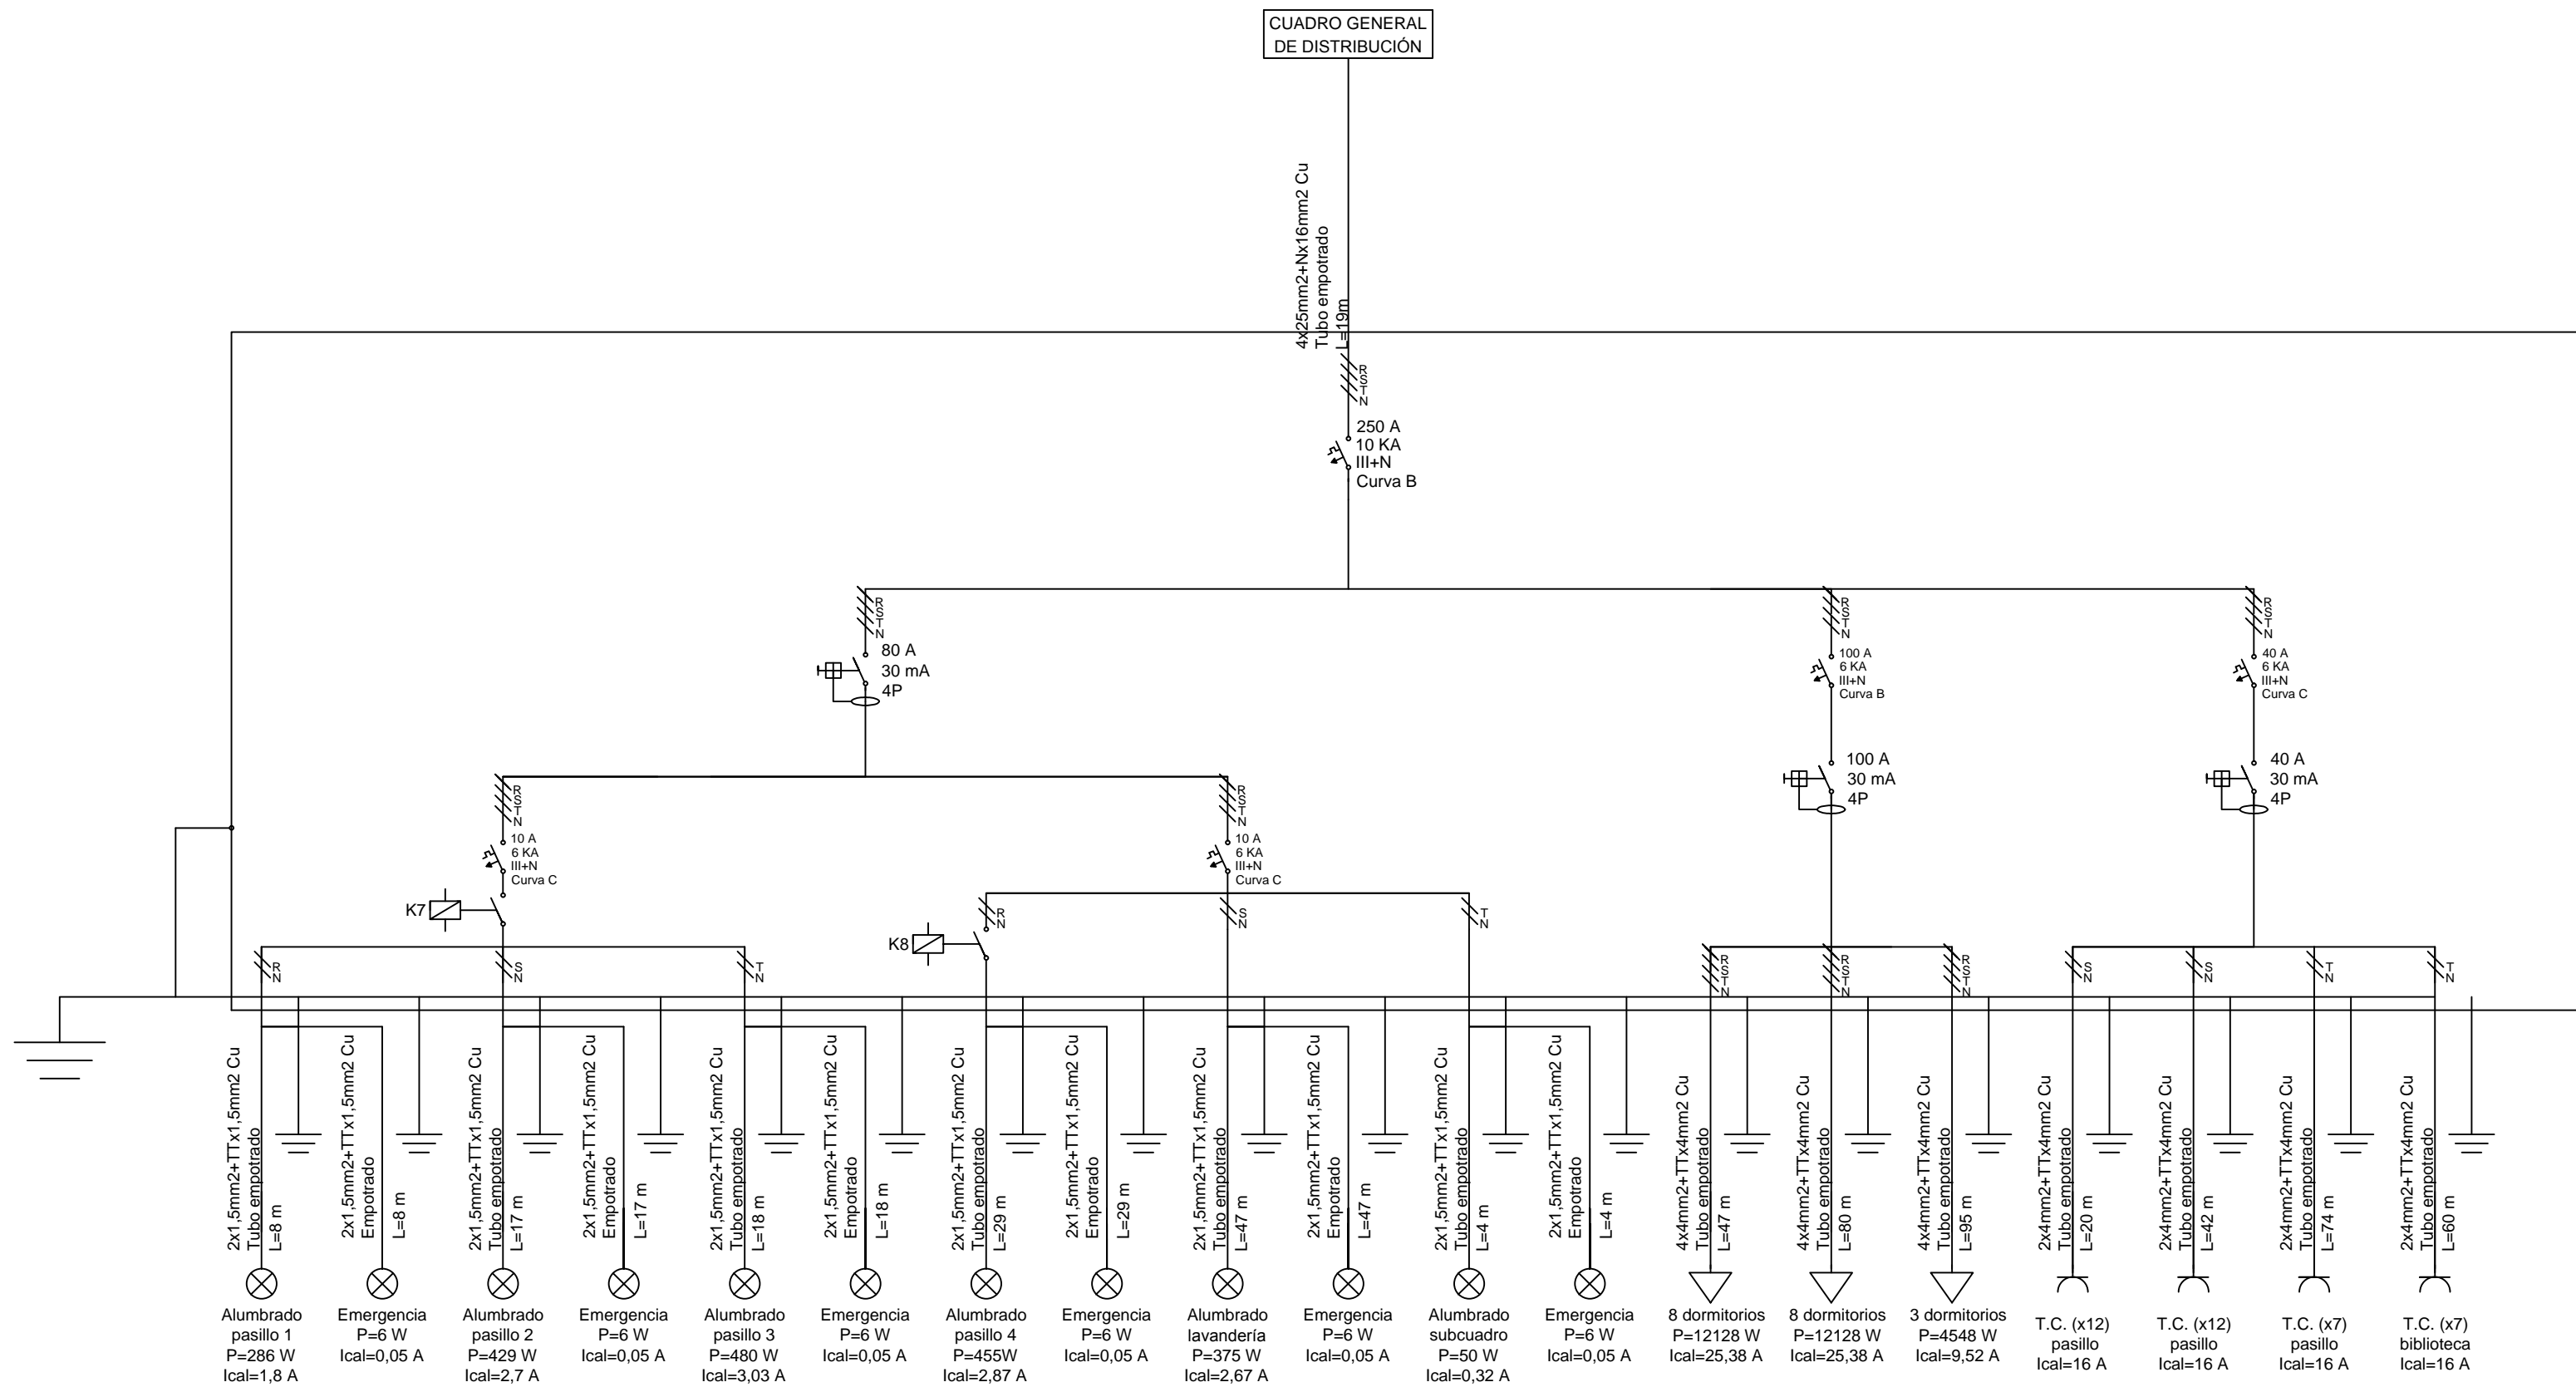 CUADRO GENERAL
DE DISTRIBUCIÓN
4x25mm2+Nx16mm2 Cu
Tubo empotrado
L=19m
R
S
T
N
250 A
10 KA
III+N
Curva B
R
S
T
N
80 A
30 mA
4P
R
S
T
N
100 A
6 KA
III+N
Curva B
100 A
30 mA
4P
R
S
T
N
40 A
6 KA
III+N
Curva C
40 A
30 mA
4P
R
S
T
N
10 A
6 KA
III+N
Curva C
K7
R
S
T
N
10 A
6 KA
III+N
Curva C
K8
R
N
S
N
T
N
R
N
S
N
T
N
R
S
T
N
R
S
T
N
R
S
T
N
S
N
S
N
T
N
T
N
2x1,5mm2+TTx1,5mm2 Cu
Tubo empotrado
L=8 m
2x1,5mm2+TTx1,5mm2 Cu
Empotrado
L=8 m
2x1,5mm2+TTx1,5mm2 Cu
Tubo empotrado
L=17 m
2x1,5mm2+TTx1,5mm2 Cu
Empotrado
L=17 m
2x1,5mm2+TTx1,5mm2 Cu
Tubo empotrado
L=18 m
2x1,5mm2+TTx1,5mm2 Cu
Empotrado
L=18 m
2x1,5mm2+TTx1,5mm2 Cu
Tubo empotrado
L=29 m
2x1,5mm2+TTx1,5mm2 Cu
Empotrado
L=29 m
2x1,5mm2+TTx1,5mm2 Cu
Tubo empotrado
L=47 m
2x1,5mm2+TTx1,5mm2 Cu
Empotrado
L=47 m
2x1,5mm2+TTx1,5mm2 Cu
Tubo empotrado
L=4 m
2x1,5mm2+TTx1,5mm2 Cu
Empotrado
L=4 m
4x4mm2+TTx4mm2 Cu
Tubo empotrado
L=47 m
4x4mm2+TTx4mm2 Cu
Tubo empotrado
L=80 m
4x4mm2+TTx4mm2 Cu
Tubo empotrado
L=95 m
2x4mm2+TTx4mm2 Cu
Tubo empotrado
L=20 m
2x4mm2+TTx4mm2 Cu
Tubo empotrado
L=42 m
2x4mm2+TTx4mm2 Cu
Tubo empotrado
L=74 m
2x4mm2+TTx4mm2 Cu
Tubo empotrado
L=60 m
Alumbrado
pasillo 1
P=286 W
Ical=1,8 A
Emergencia
P=6 W
Ical=0,05 A
Alumbrado
pasillo 2
P=429 W
Ical=2,7 A
Emergencia
P=6 W
Ical=0,05 A
Alumbrado
pasillo 3
P=480 W
Ical=3,03 A
Emergencia
P=6 W
Ical=0,05 A
Alumbrado
pasillo 4
P=455W
Ical=2,87 A
Emergencia
P=6 W
Ical=0,05 A
Alumbrado
lavandería
P=375 W
Ical=2,67 A
Emergencia
P=6 W
Ical=0,05 A
Alumbrado
subcuadro
P=50 W
Ical=0,32 A
Emergencia
P=6 W
Ical=0,05 A
8 dormitorios
P=12128 W
Ical=25,38 A
8 dormitorios
P=12128 W
Ical=25,38 A
3 dormitorios
P=4548 W
Ical=9,52 A
T.C. (x12)
pasillo
Ical=16 A
T.C. (x12)
pasillo
Ical=16 A
T.C. (x7)
pasillo
Ical=16 A
T.C. (x7)
biblioteca
Ical=16 A